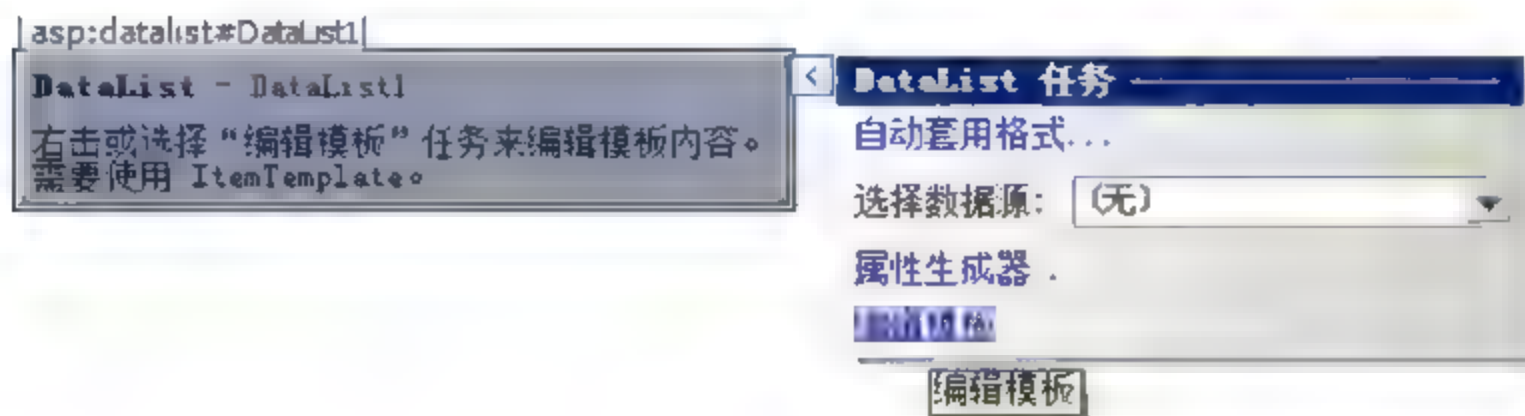 asp:datalist#DataList1
DataList - DataList1
右击或选择“编辑模板”任务来编辑模板内容。
需要使用 ItemTemplate。
DataList 任务
自动套用格式...
选择数据源: (无)
属性生成器.
编辑模板